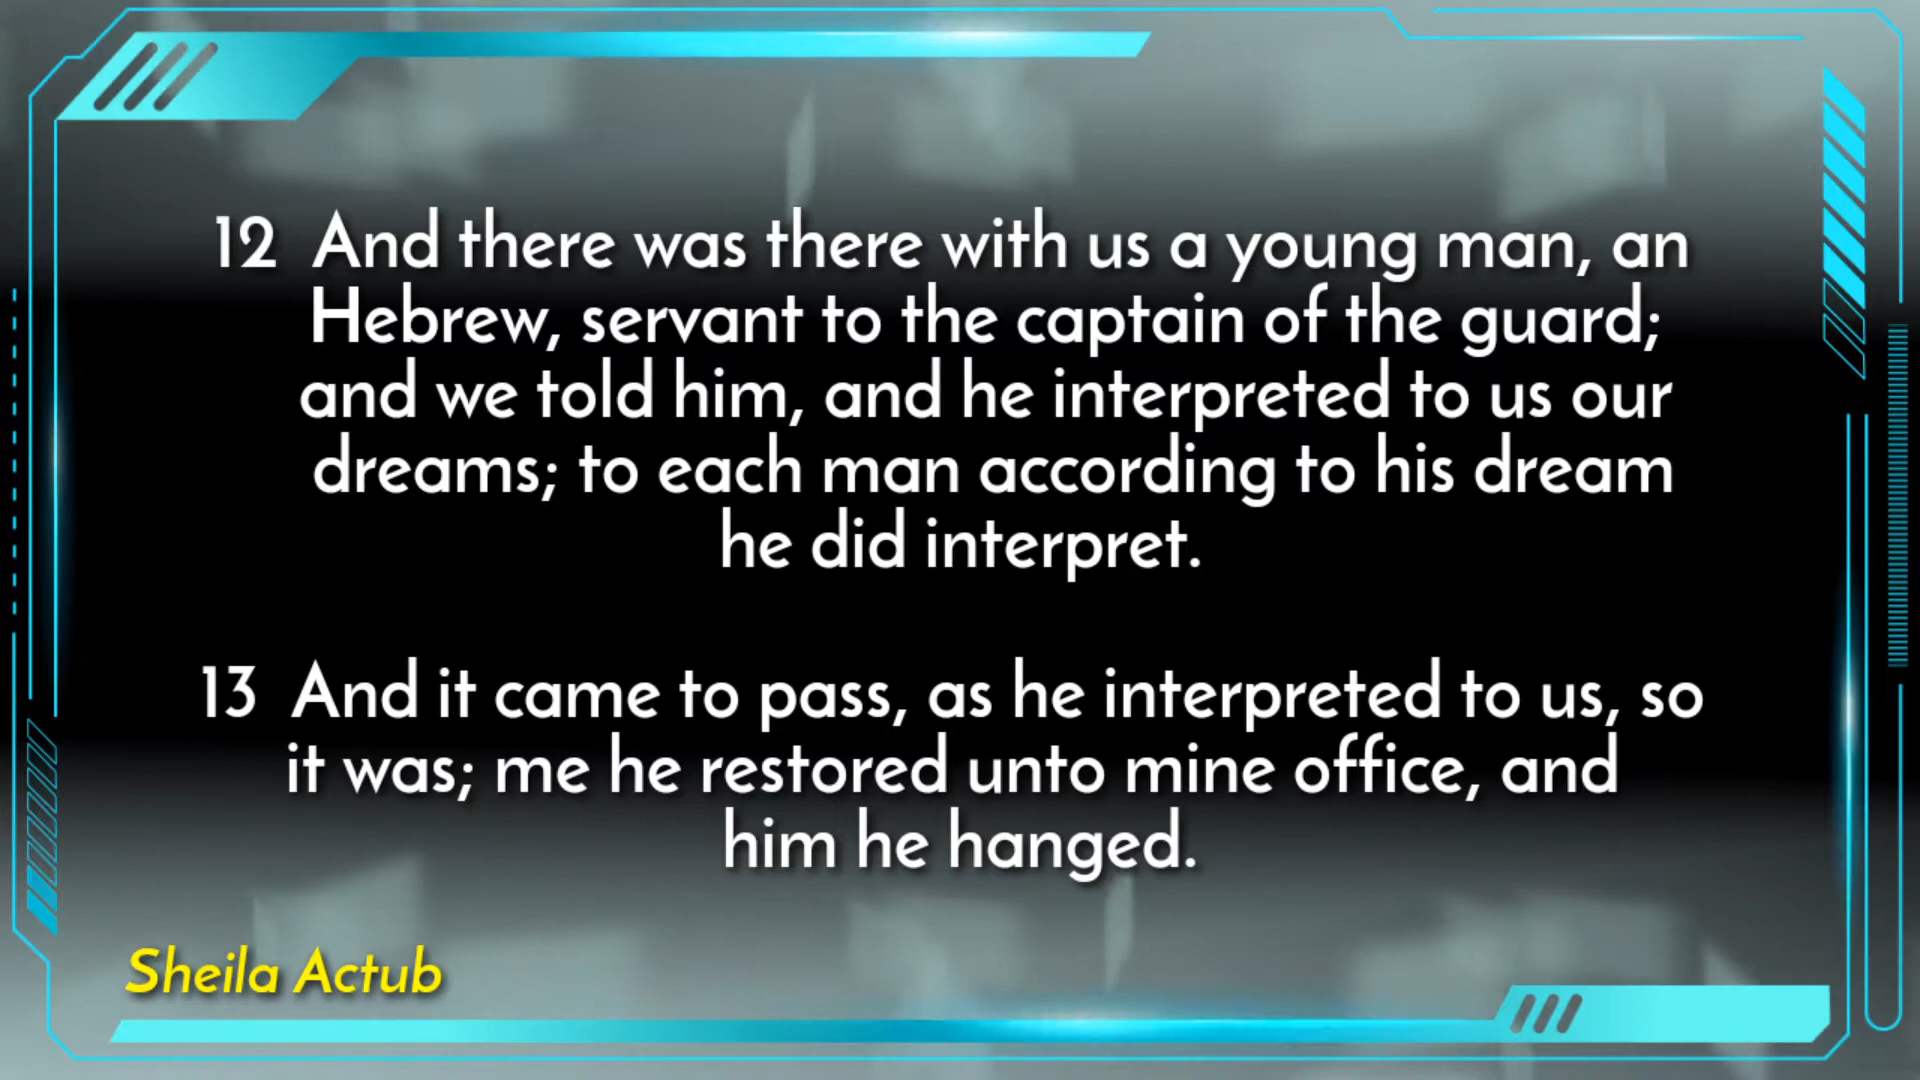 12 And there was there with us a young man, an
Hebrew, servant to the captain of the guard;
and we told him, and he interpreted to us our
dreams; to each man according to his dream
he did interpret.
13 And it came to pass, as he interpreted to us, so
it was; me he restored unto mine office, and
him he hanged.
Sheila Actub